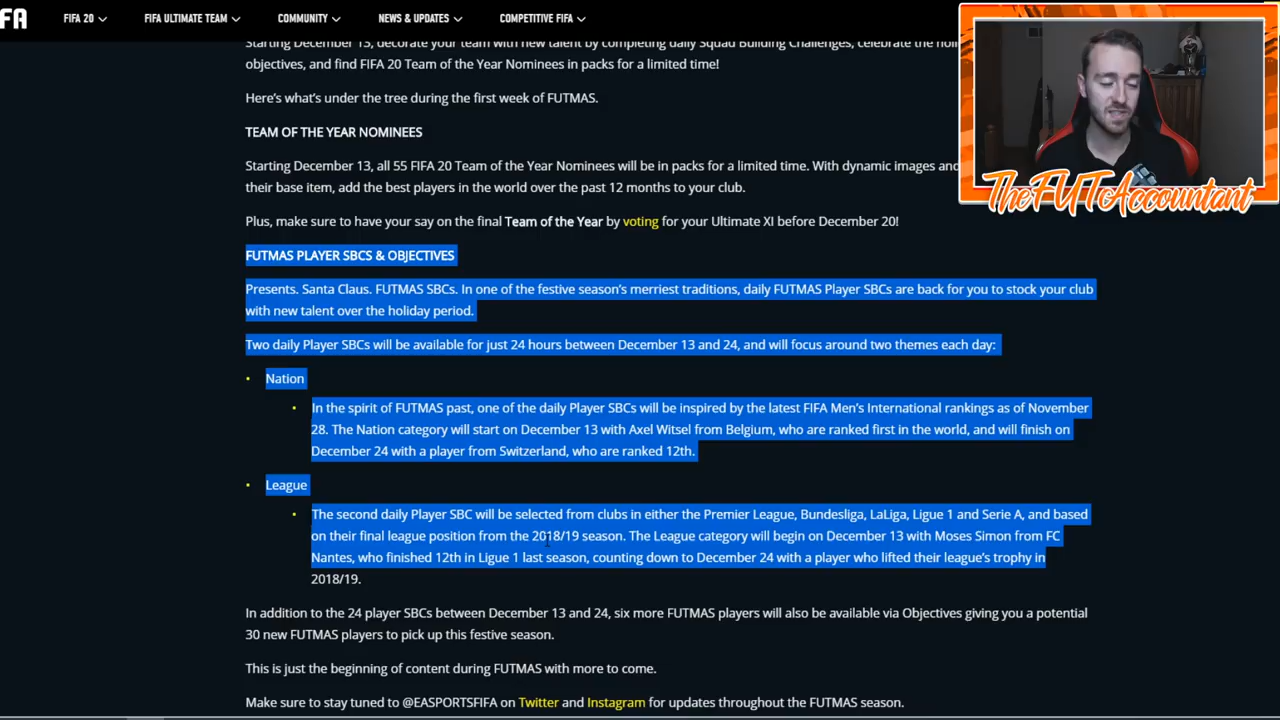 FA
FIFA 20
FIFA ULTIMATE TEAM
COMMUNITY
NEWS & UPDATES
COMPETITIVE FIFA
Starting December 13, decorate your team with new talent by completing daily Squad Building Challenges, celebrate the
objectives, and find FIFA 20 Team of the Year Nominees in packs for a limited time!
Here's what's under the tree during the first week of FUTMAS.
TEAM OF THE YEAR NOMINEES
Starting December 13, all 55 FIFA 20 Team of the Year Nominees will be in packs for a limited time. With dynamic images and
their base item, add the best players in the world over the past 12 months to your club.
Plus, make sure to have your say on the final Team of the Year by voting for your Ultimate XI before December 20!
TheFUTAccountant
FUTMAS PLAYER SBCS & OBJECTIVES
Presents. Santa Claus. FUTMAS SBCs. In one of the festive season's merriest traditions, daily FUTMAS Player SBCs are back for you to stock your club
with new talent over the holiday period.
Two daily Player SBCs will be available for just 24 hours between December 13 and 24, and will focus around two themes each day:
• Nation
• In the spirit of FUTMAS past, one of the daily Player SBCs will be inspired by the latest FIFA Men's International rankings as of November
28. The Nation category will start on December 13 with Axel Witsel from Belgium, who are ranked first in the world, and will finish on
December 24 with a player from Switzerland, who are ranked 12th.
• League
• The second daily Player SBC will be selected from clubs in either the Premier League, Bundesliga, LaLiga, Ligue 1 and Serie A, and based
on their final league position from the 2018/19 season. The League category will begin on December 13 with Moses Simon from FC
Nantes, who finished 12th in Ligue 1 last season, counting down to December 24 with a player who lifted their league's trophy in
2018/19.
In addition to the 24 player SBCs between December 13 and 24, six more FUTMAS players will also be available via Objectives giving you a potential
30 new FUTMAS players to pick up this festive season.
This is just the beginning of content during FUTMAS with more to come.
Make sure to stay tuned to @EASPORTSFIFA on Twitter and Instagram for updates throughout the FUTMAS season.